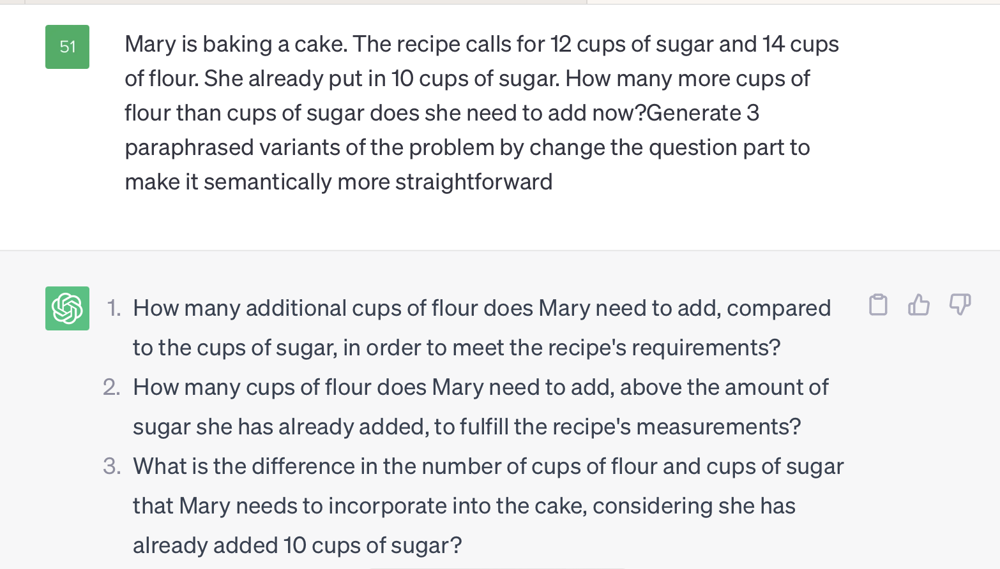 51
Mary is baking a cake. The recipe calls for 12 cups of sugar and 14 cups
of flour. She already put in 10 cups of sugar. How many more cups of
flour than cups of sugar does she need to add now?Generate 3
paraphrased variants of the problem by change the question part to
make it semantically more straightforward
1. How many additional cups of flour does Mary need to add, compared
to the cups of sugar, in order to meet the recipe's requirements?
2. How many cups of flour does Mary need to add, above the amount of
sugar she has already added, to fulfill the recipe's measurements?
3. What is the difference in the number of cups of flour and cups of sugar
that Mary needs to incorporate into the cake, considering she has
already added 10 cups of sugar?